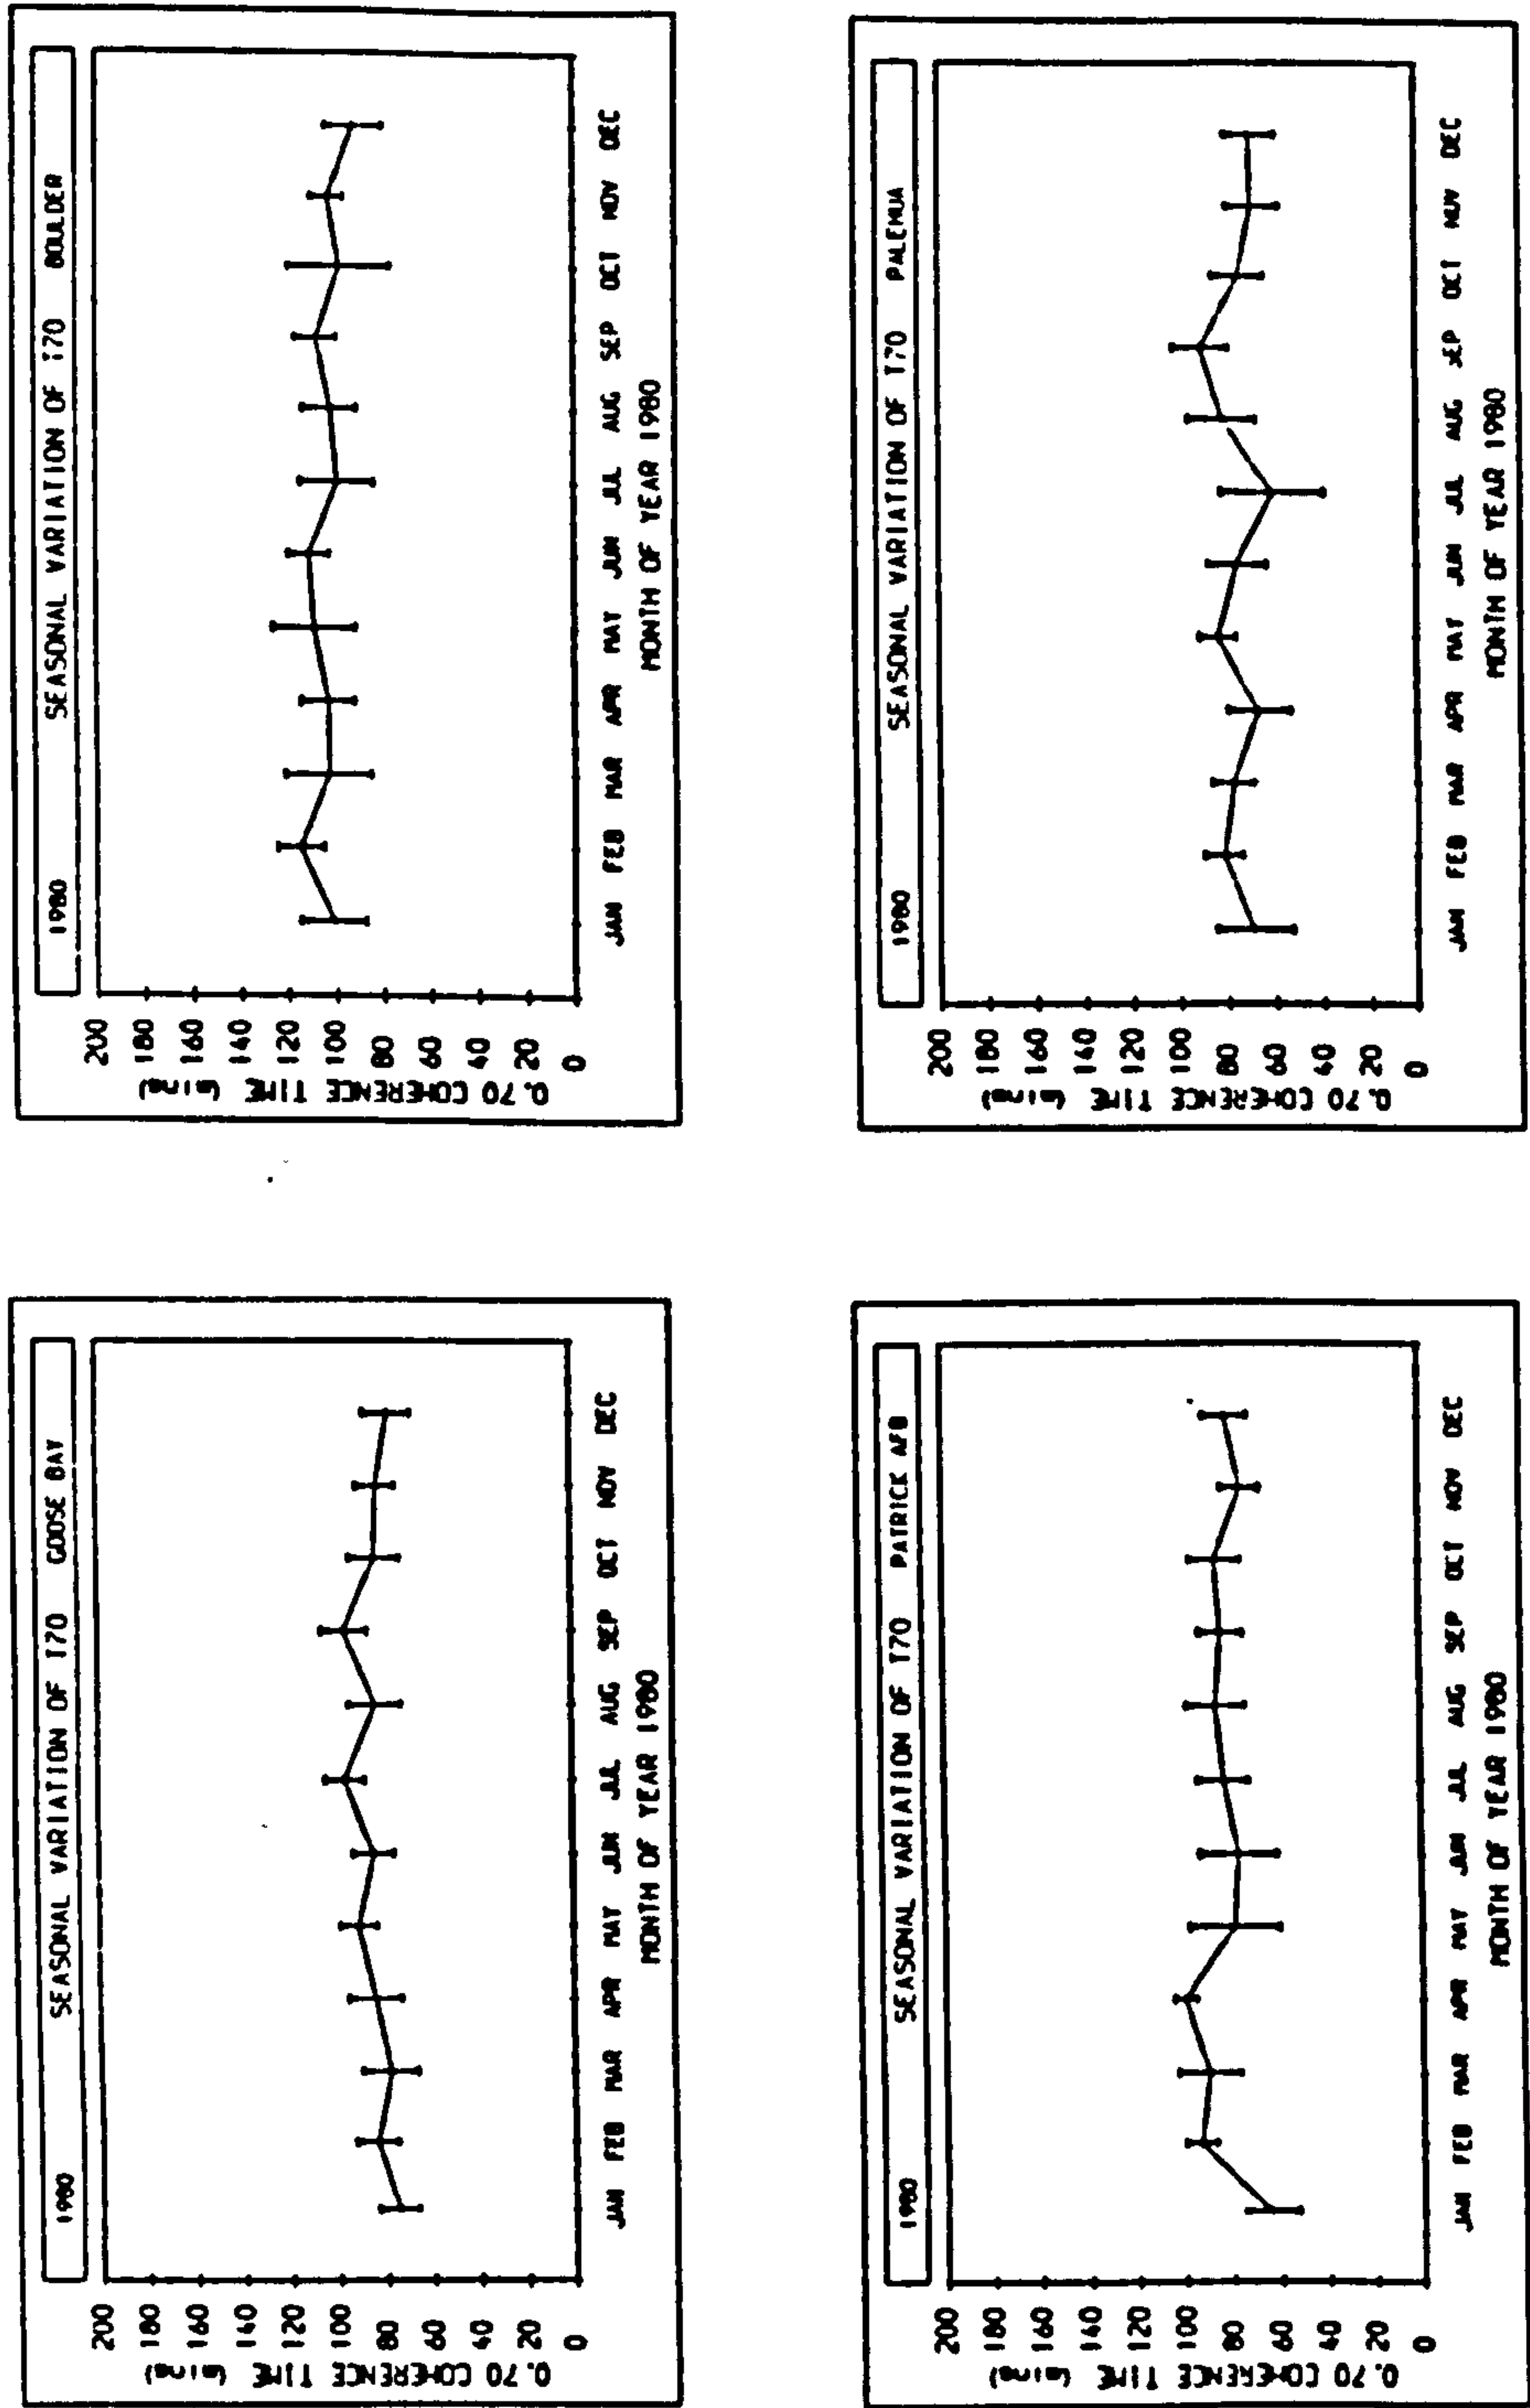 1980 SEASONAL VARIATION OF T70 GOOSE BAY
0.70 COHERENCE TIME (mins)
200
180
160
140
120
100
80
60
40
20
0
JAN FEB MAR APR MAY JUN JUL AUG SEP OCT NOV DEC
MONTH OF YEAR 1980
1980 SEASONAL VARIATION OF T70 BOULDER
0.70 COHERENCE TIME (mins)
200
180
160
140
120
100
80
60
40
20
0
JAN FEB MAR APR MAY JUN JUL AUG SEP OCT NOV DEC
MONTH OF YEAR 1980
1980 SEASONAL VARIATION OF T70 PATRICK AFB
0.70 COHERENCE TIME (mins)
200
180
160
140
120
100
80
60
40
20
0
JAN FEB MAR APR MAY JUN JUL AUG SEP OCT NOV DEC
MONTH OF YEAR 1980
1980 SEASONAL VARIATION OF T70 PALEHUA
0.70 COHERENCE TIME (mins)
200
180
160
140
120
100
80
60
40
20
0
JAN FEB MAR APR MAY JUN JUL AUG SEP OCT NOV DEC
MONTH OF YEAR 1980